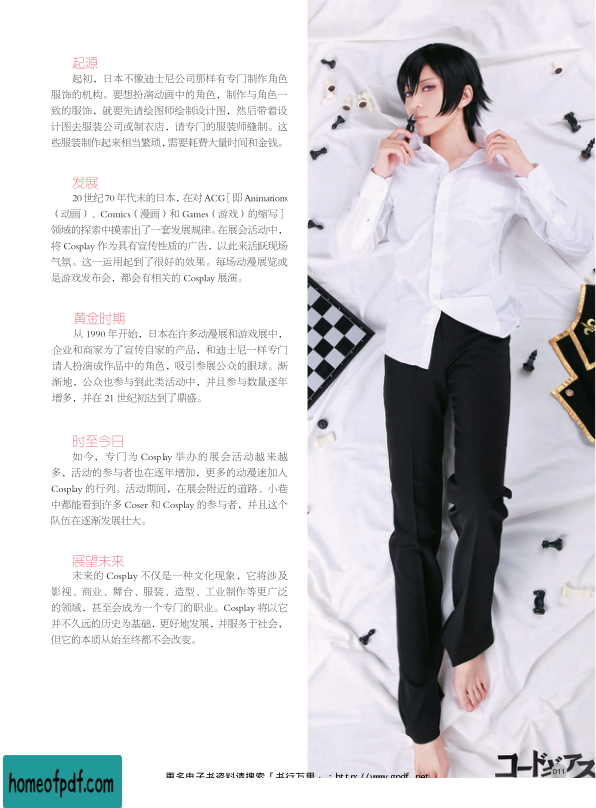 起源
起初，日本不像迪士尼公司那样有专门制作角色
服饰的机构。要想扮演动画中的角色，制作与角色一
致的服饰，就要先请绘图师绘制设计图，然后带着设
计图去服装公司或制衣店，请专门的服装师缝制。这
些服装制作起来相当繁琐，需要耗费大量时间和金钱。
发展
20 世纪 70 年代末的日本，在对 ACG［即 Animations
（动画）、Comics（漫画）和 Games（游戏）的缩写］
领域的探索中摸索出了一套发展规律。在展会活动中，
将 Cosplay 作为具有宣传性质的广告，以此来活跃现场
气氛。这一运用起到了很好的效果。每场动漫展览或
是游戏发布会，都会有相关的 Cosplay 展演。
黄金时期
从 1990 年开始，日本在许多动漫展和游戏展中，
企业和商家为了宣传自家的产品，和迪士尼一样专门
请人扮演成作品中的角色，吸引参展公众的眼球。渐
渐地，公众也参与到此类活动中，并且参与数量逐年
增多，并在 21 世纪初达到了鼎盛。
时至今日
如今，专门为 Cosplay 举办的展会活动越来越
多，活动的参与者也在逐年增加，更多的动漫迷加入
Cosplay 的行列。活动期间，在展会附近的道路、小巷
中都能看到许多 Coser 和 Cosplay 的参与者，并且这个
队伍在逐渐发展壮大。
展望未来
未来的 Cosplay 不仅是一种文化现象，它将涉及
影视、商业、舞台、服装、造型、工业制作等更广泛
的领域，甚至会成为一个专门的职业。Cosplay 将以它
并不久远的历史为基础，更好地发展，并服务于社会，
但它的本质从始至终都不会改变。
コードギアス
011
homeofpdf.com